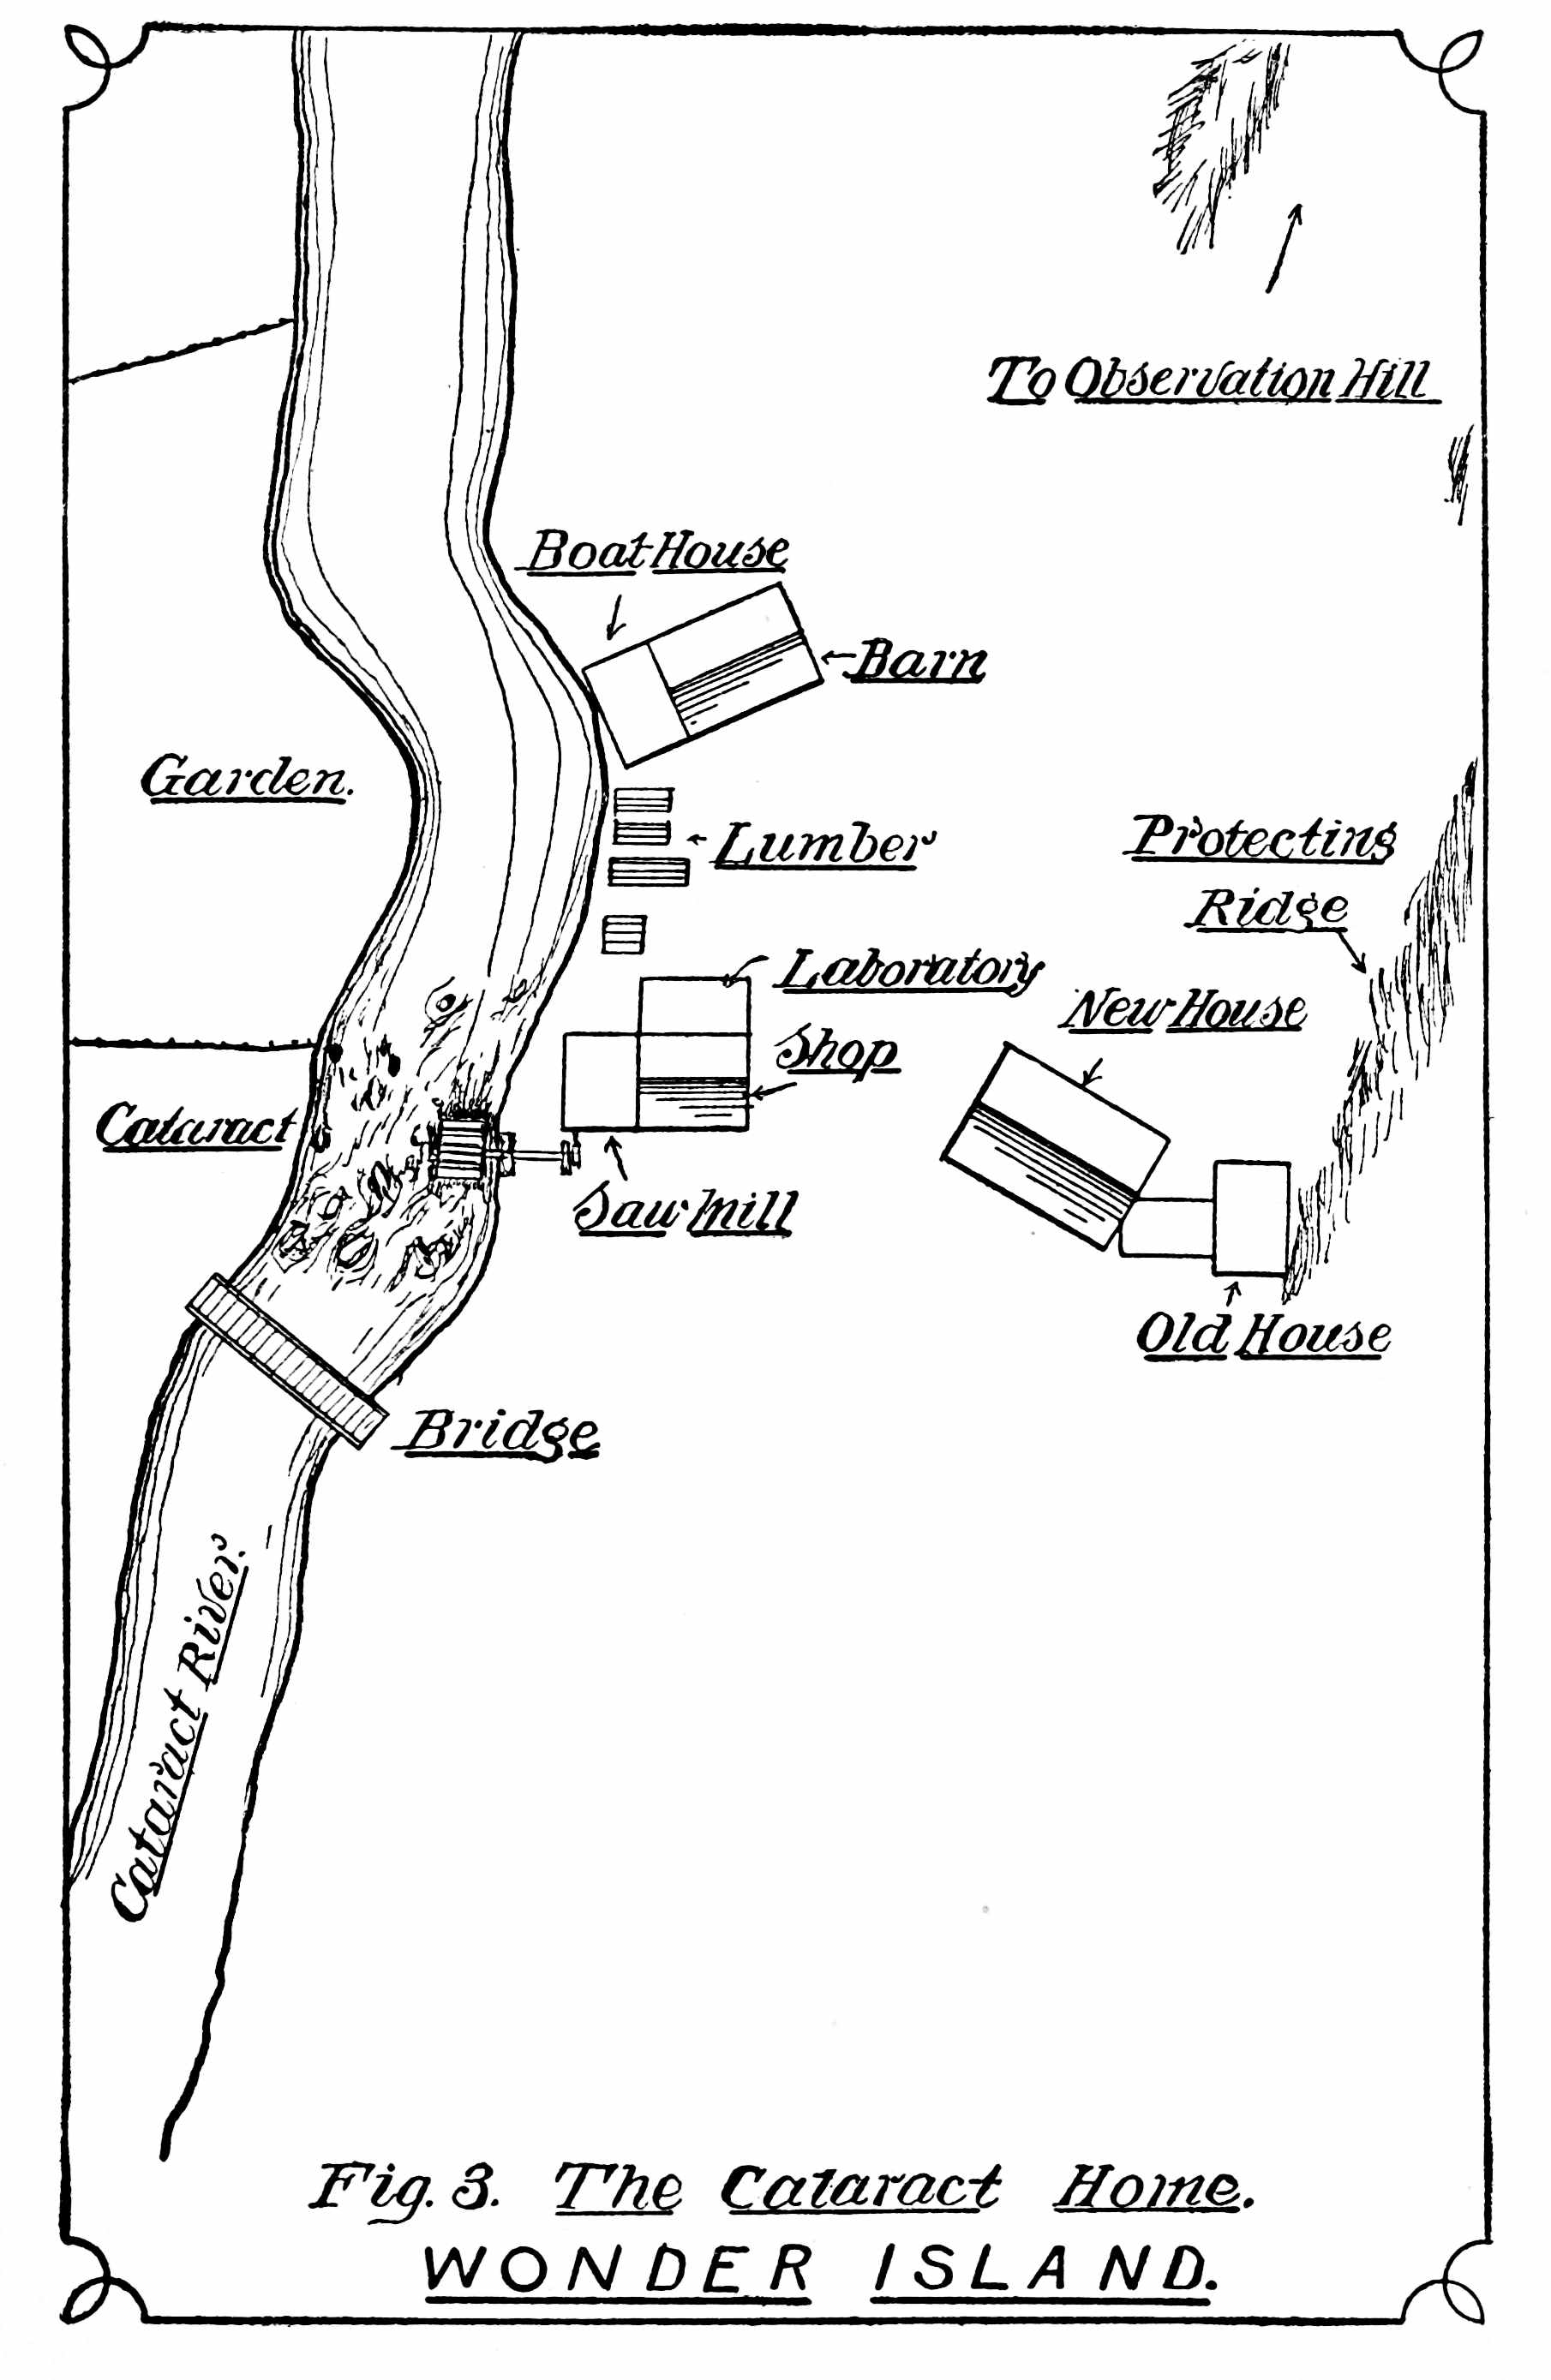 To Observation Hill
Boat House
Barn
Garden.
Lumber
Protecting
Ridge
Laboratory
New House
Shop
Cataract
Saw Mill
Old House
Bridge
Cataract River.
Fig. 3. The Cataract Home.
WONDER ISLAND.